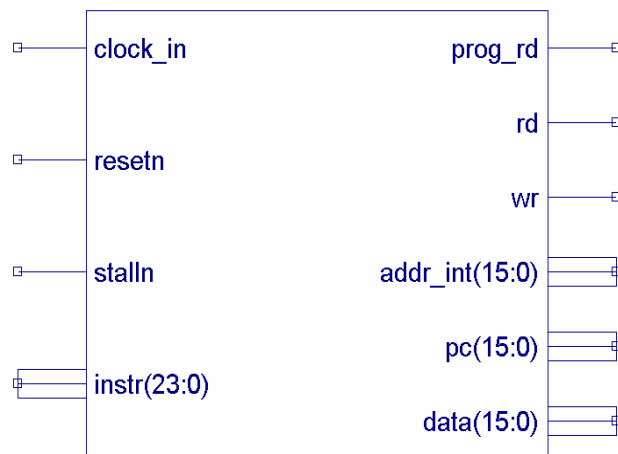 clock_in
prog_rd
rd
resetn
wr
stalln
addr_int(15:0)
pc(15:0)
instr(23:0)
data(15:0)